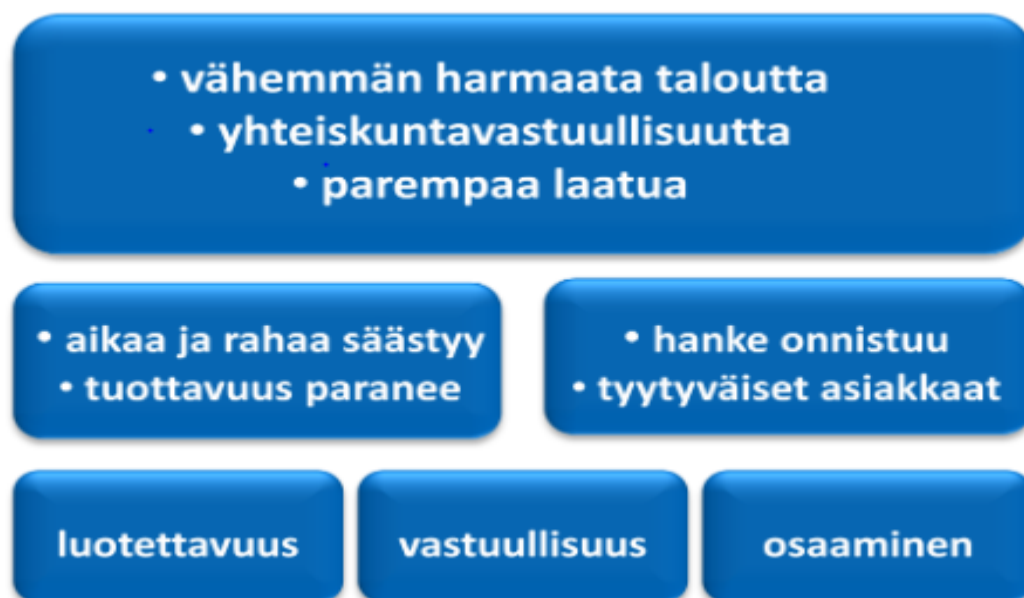 • vähemmän harmaata taloutta
• yhteiskuntavastuullisuutta
• parempaa laatua
• aikaa ja rahaa säästyy
• tuottavuus paranee
• hanke onnistuu
• tyytyväiset asiakkaat
luotettavuus
vastuullisuus
osaaminen